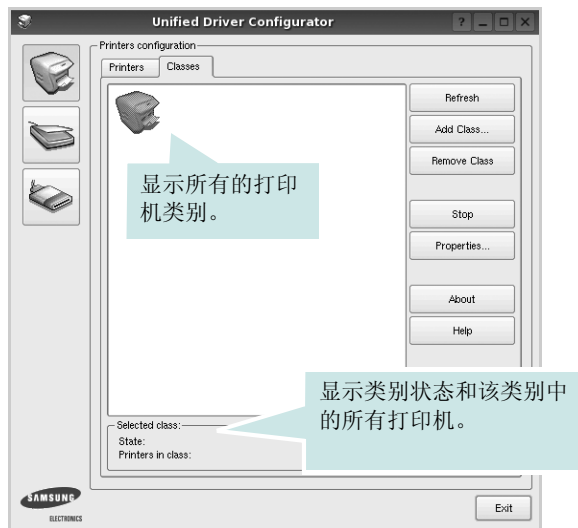 Unified Driver Configurator
Printers configuration
Printers
Classes
Refresh
Add Class...
Remove Class
显示所有的打印
机类别。
Stop
Properties...
About
Help
显示类别状态和该类别中
的所有打印机。
Selected class:
State:
Printers in class:
SAMSUNG
ELECTRONICS
Exit